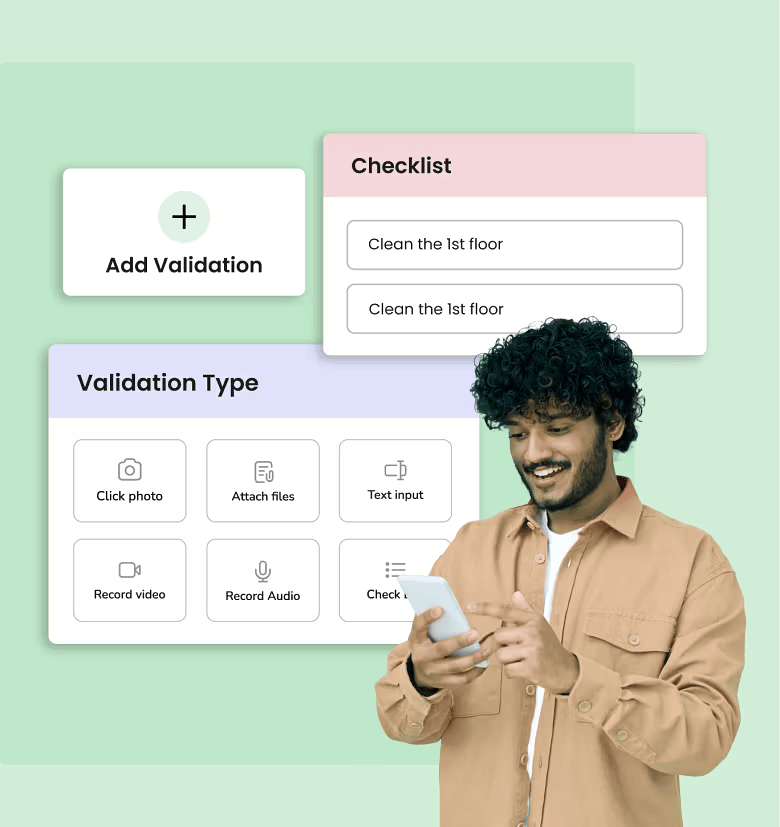 Checklist
Clean the 1st floor
Clean the 1st floor
Add Validation
Validation Type
Click photo
Attach files
Text input
Record video
Record Audio
Check